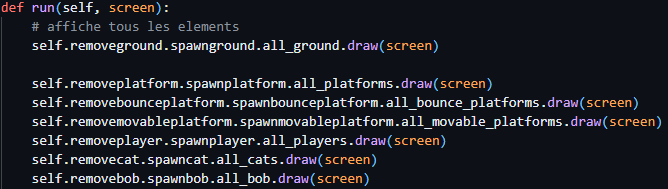 def run(self, screen):
# affiche tous les elements
self.removeground.spawnground.all_ground.draw(screen)
self.removeplatform.spawnplatform.all_platforms.draw(screen)
self.removebounceplatform.spawnbounceplatform.all_bounce_platforms.draw(screen)
self.removemovableplatform.spawnmovableplatform.all_movable_platforms.draw(screen)
self.removeplayer.spawnplayer.all_players.draw(screen)
self.removecat.spawncat.all_cats.draw(screen)
self.removebob.spawnbob.all_bob.draw(screen)